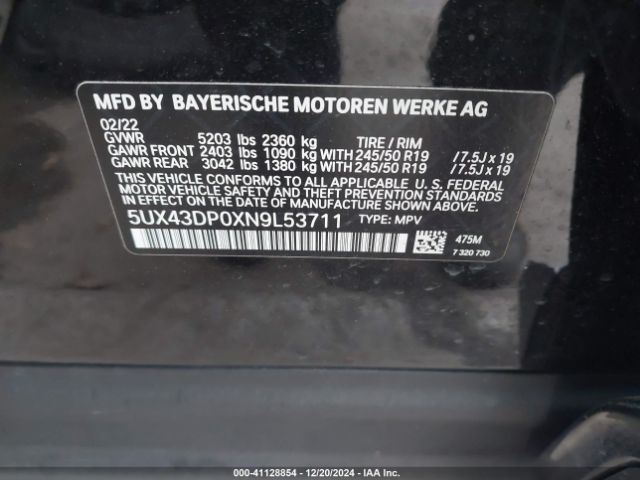 MFD BY BAYERISCHE MOTOREN WERKE AG
02/22
GVWR 5203 lbs 2360 kg TIRE / RIM
GAWR FRONT 2403 lbs 1090 kg WITH 245/50 R19 /7.5J x 19
GAWR REAR 3042 lbs 1380 kg WITH 245/50 R19 /7.5J x 19
THIS VEHICLE CONFORMS TO ALL APPLICABLE U. S. FEDERAL
MOTOR VEHICLE SAFETY AND THEFT PREVENTION STANDARDS
IN EFFECT ON THE DATE OF MANUFACTURE SHOWN ABOVE.
5UX43DP0XN9L53711 TYPE: MPV
475M
7 320 730
000-41128854 | 12/20/2024 - IAA Inc. All Rights Reserved